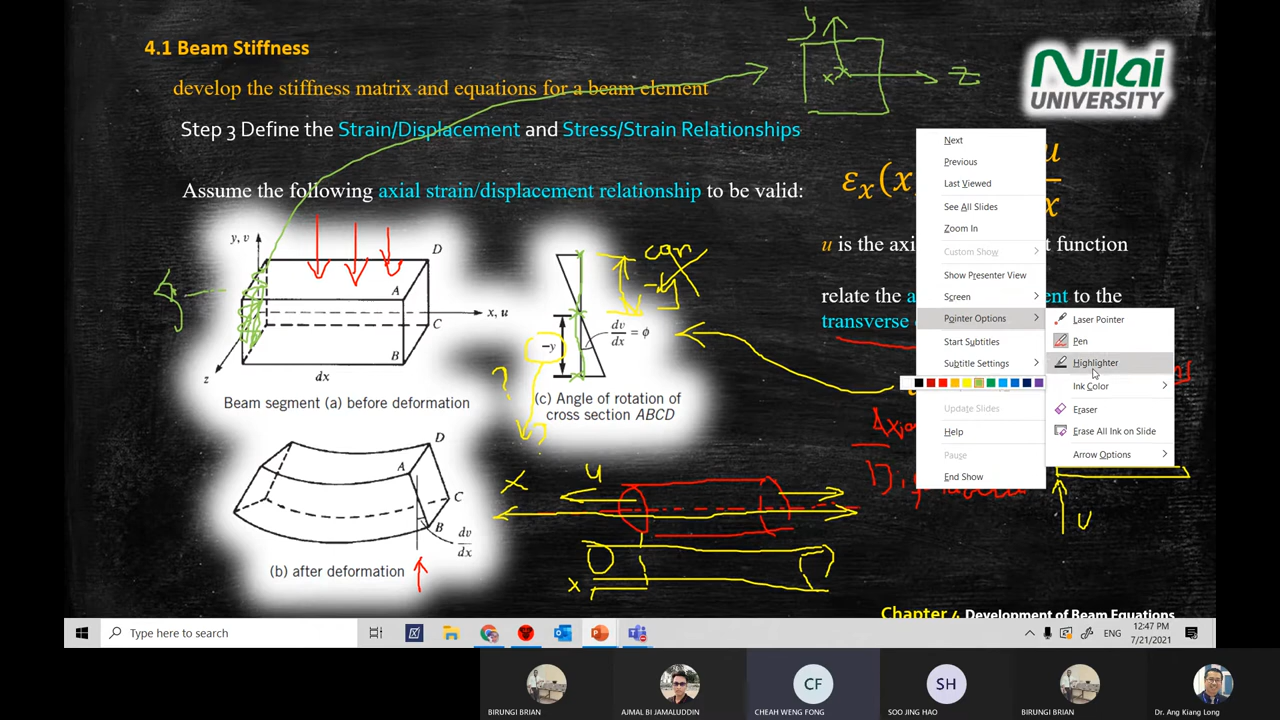 4.1 Beam Stiffness
develop the stiffness matrix and equations for a beam element
Step 3 Define the Strain/Displacement and Stress/Strain Relationships
Assume the following axial strain/displacement relationship to be valid:
y
z
x
Nilai
UNIVERSITY
εx(x
u
x
u is the axi
t function
relate the a
ent to the
transverse
y, v
D
A
x, u
C
B
z
dx
Beam segment (a) before deformation
con
-y
-y
dv/dx = ϕ
(c) Angle of rotation of
cross section ABCD
?
D
A
C
B
dv
dx
(b) after deformation
x
u
x
v
Next
Previous
Last Viewed
See All Slides
Zoom In
Custom Show
Show Presenter View
Screen
Pointer Options
Start Subtitles
Subtitle Settings
Update Slides
Help
Pause
End Show
Laser Pointer
Pen
Highlighter
Ink Color
Eraser
Erase All Ink on Slide
Arrow Options
Chapter 4 Development of Beam Equations
Type here to search
ENG
12:47 PM
7/21/2021
CF
SH
BIRUNGI BRIAN
AJMAL BI JAMALUDDIN
CHEAH WENG FONG
SOO JING HAO
BIRUNGI BRIAN
Dr. Ang Kiang Long